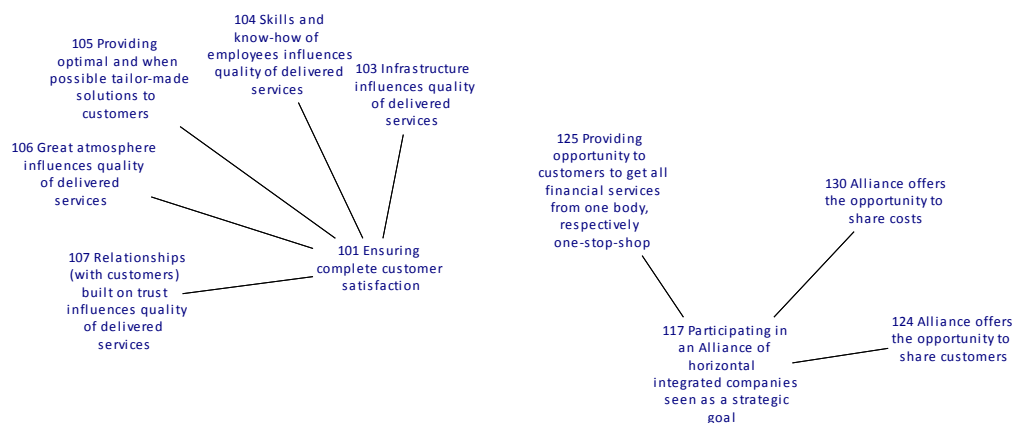 104 Skills and
know-how of
employees influences
quality of delivered
services
105 Providing
optimal and when
possible tailor-made
solutions to
customers
103 Infrastructure
influences quality
of delivered
services
106 Great atmosphere
influences quality
of delivered
services
107 Relationships
(with customers)
built on trust
influences quality
of delivered
services
101 Ensuring
complete customer
satisfaction
125 Providing
opportunity to
customers to get all
financial services
from one body,
respectively
one-stop-shop
130 Alliance offers
the opportunity to
share costs
124 Alliance offers
the opportunity to
share customers
117 Participating in
an Alliance of
horizontal
integrated companies
seen as a strategic
goal